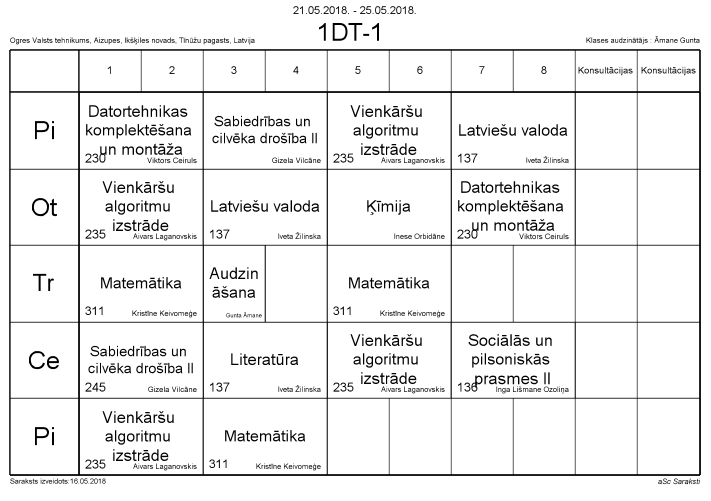 21.05.2018. - 25.05.2018.
Ogres Valsts tehnikums, Aizupes, Ikšķiles novads, Tīnūžu pagasts, Latvija
1DT-1
Klases audzinātājs : Āmane Gunta
1 2 3 4 5 6 7 8 Konsultācijas Konsultācijas
Pi
Datortehnikas
komplektēšana
un montāža
230 Viktors Ceiruls
Sabiedrības un
cilvēka drošība II
Gizela Vilcāne
Vienkāršu
algoritmu
izstrāde
235 Aivars Laganovskis
Latviešu valoda
137 Iveta Žilinska
Ot
Vienkāršu
algoritmu
izstrāde
235 Aivars Laganovskis
Latviešu valoda
137 Iveta Žilinska
Ķīmija
Inese Orbidāne
Datortehnikas
komplektēšana
un montāža
230 Viktors Ceiruls
Tr
Matemātika
311 Kristīne Keivomeģe
Audzin
āšana
Gunta Āmane
Matemātika
311 Kristīne Keivomeģe
Ce
Sabiedrības un
cilvēka drošība II
245 Gizela Vilcāne
Literatūra
137 Iveta Žilinska
Vienkāršu
algoritmu
izstrāde
235 Aivars Laganovskis
Sociālās un
pilsoniskās
prasmes II
136 Inga Lišmane Ozoliņa
Pi
Vienkāršu
algoritmu
izstrāde
235 Aivars Laganovskis
Matemātika
311 Kristīne Keivomeģe
Saraksts izveidots:16.05.2018
aSc Saraksti